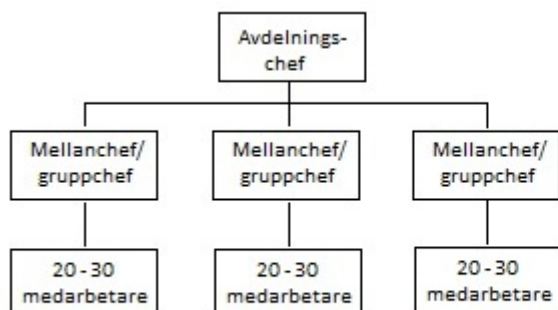 Avdelnings-
chef
Mellanchef/
gruppchef
Mellanchef/
gruppchef
Mellanchef/
gruppchef
20 - 30
medarbetare
20 - 30
medarbetare
20 - 30
medarbetare